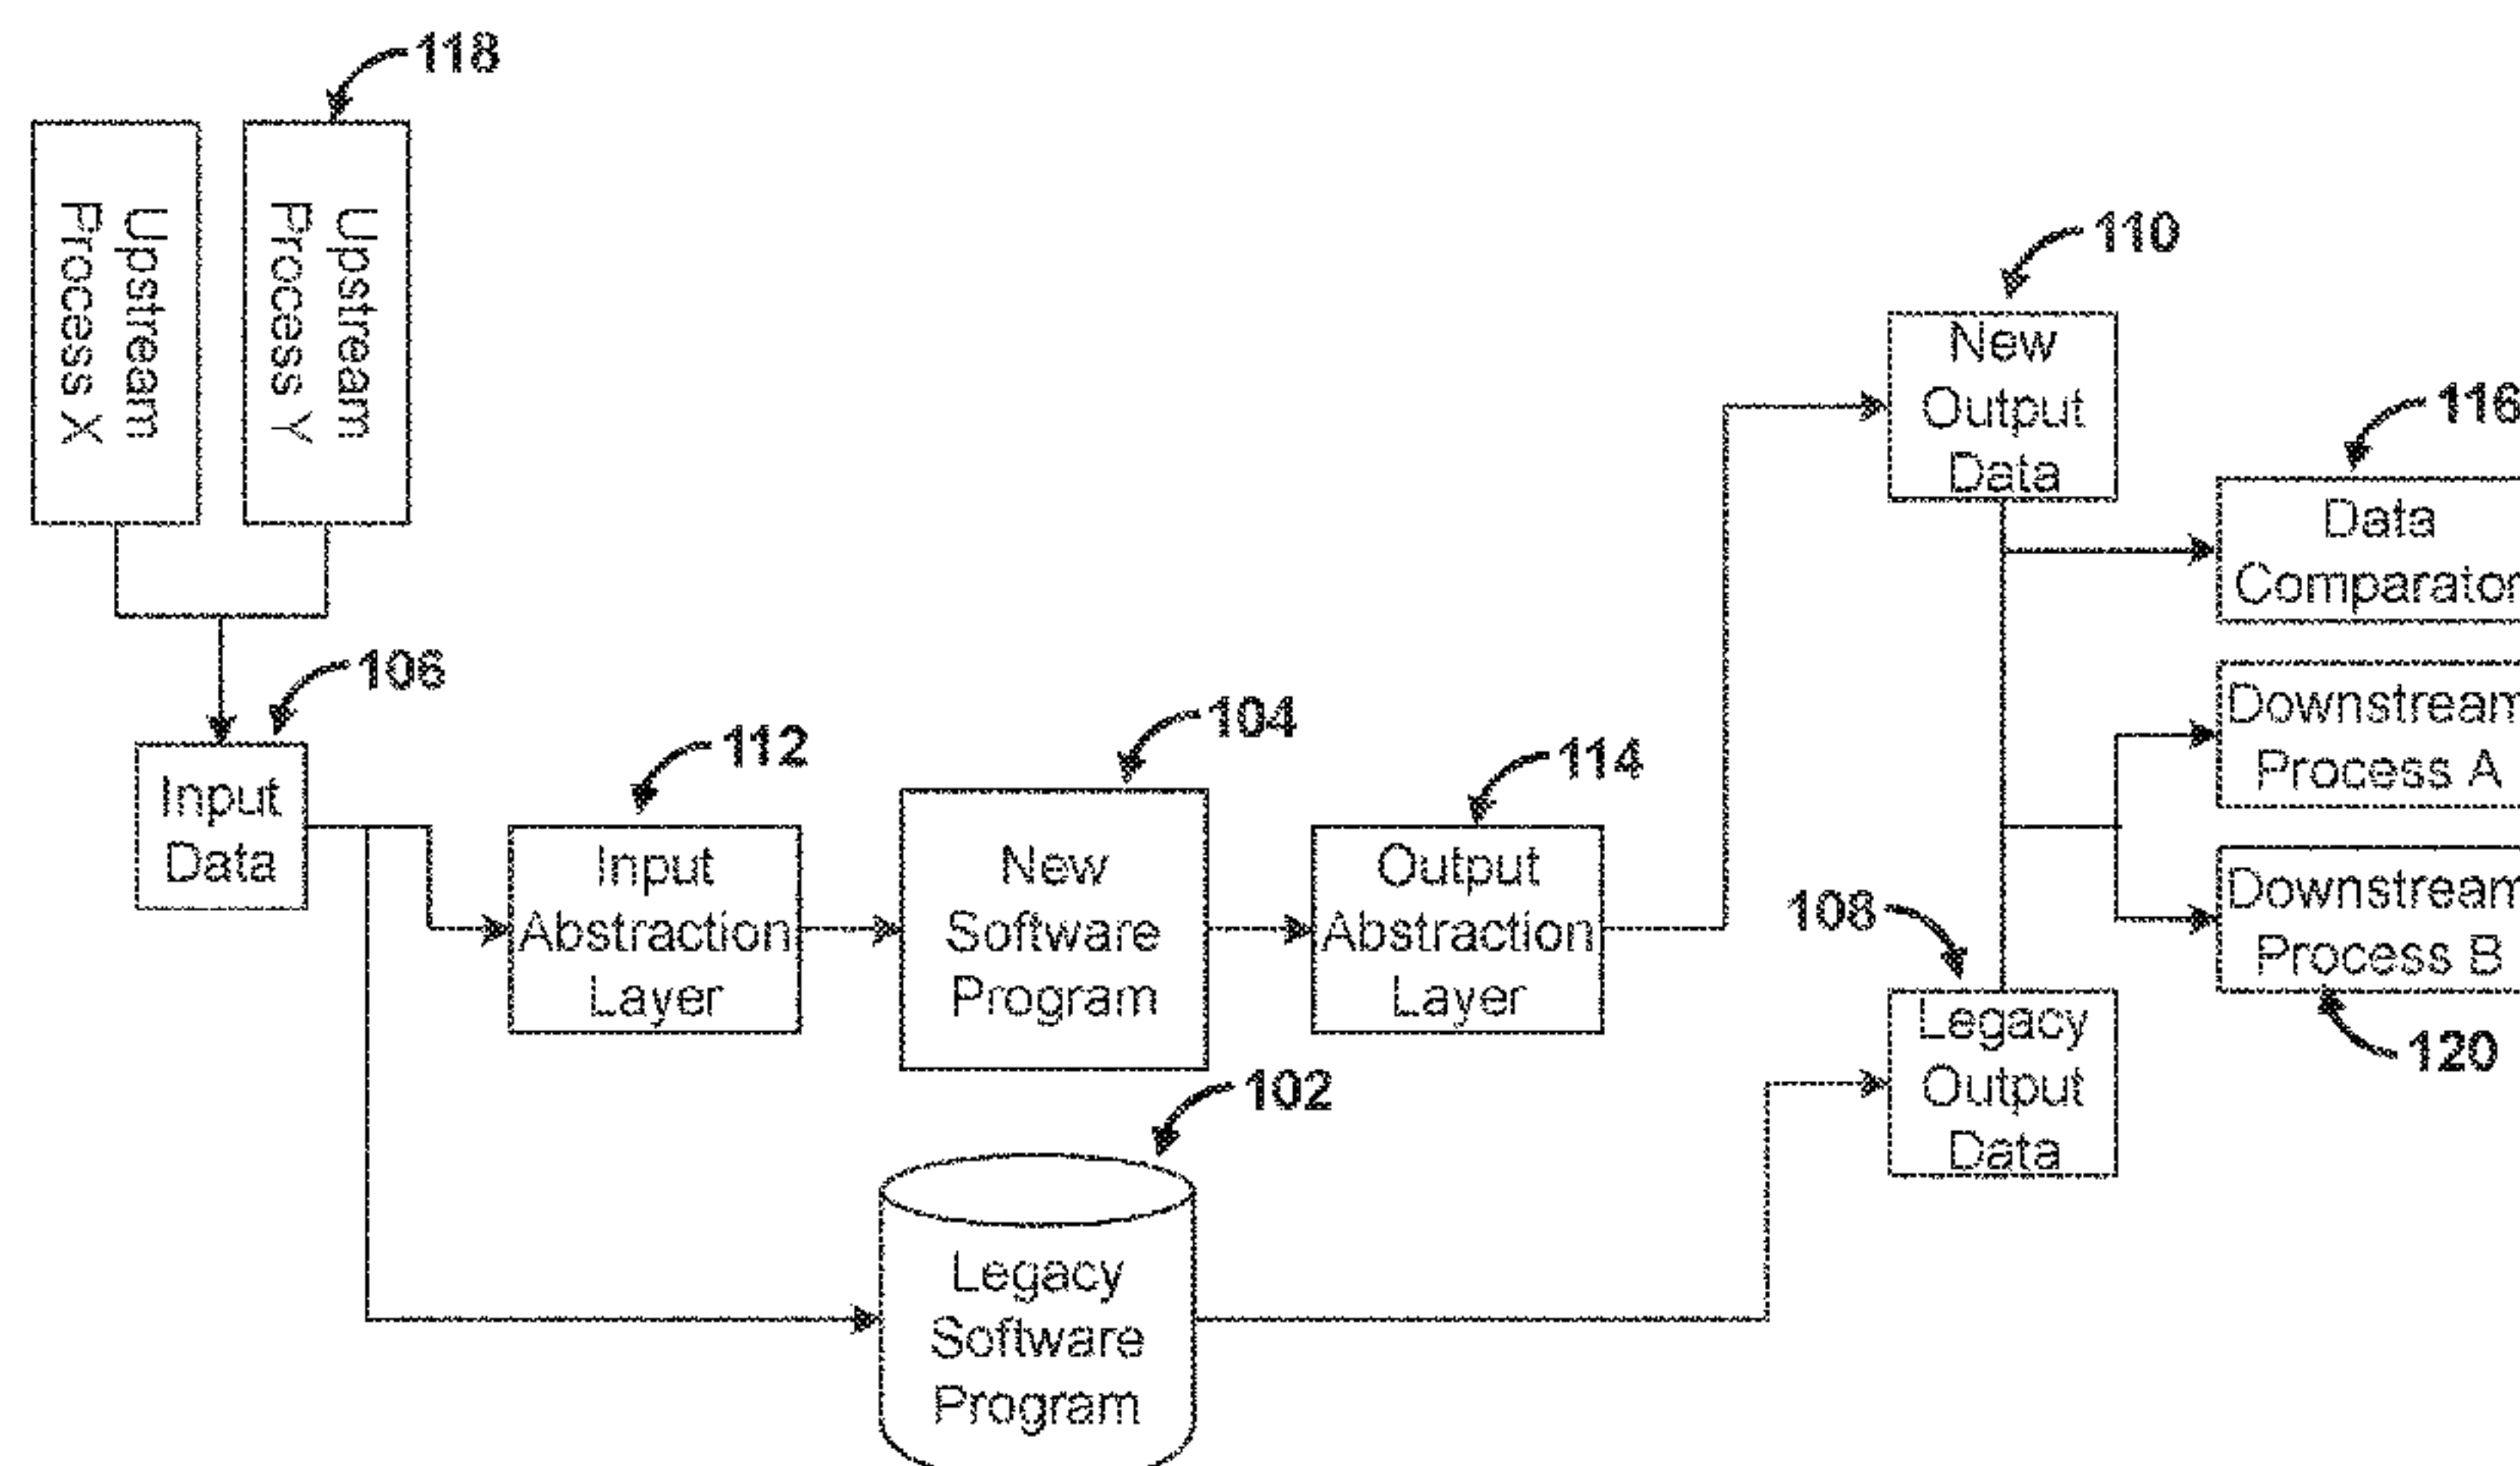 118
Upstream
Process X
Upstream
Process Y
110
New
Output
Data
116
Data
Comparator
106
Input
Data
112
Input
Abstraction
Layer
104
New
Software
Program
114
Output
Abstraction
Layer
Downstream
Process A
Downstream
Process B
120
108
Legacy
Output
Data
102
Legacy
Software
Program